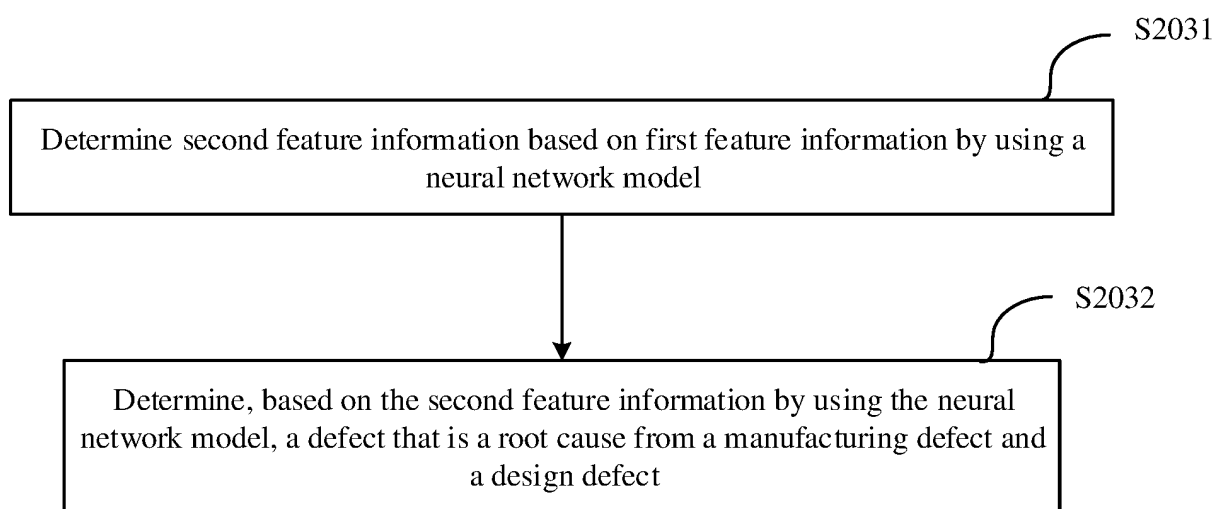 S2031
Determine second feature information based on first feature information by using a
neural network model
S2032
Determine, based on the second feature information by using the neural
network model, a defect that is a root cause from a manufacturing defect and
a design defect